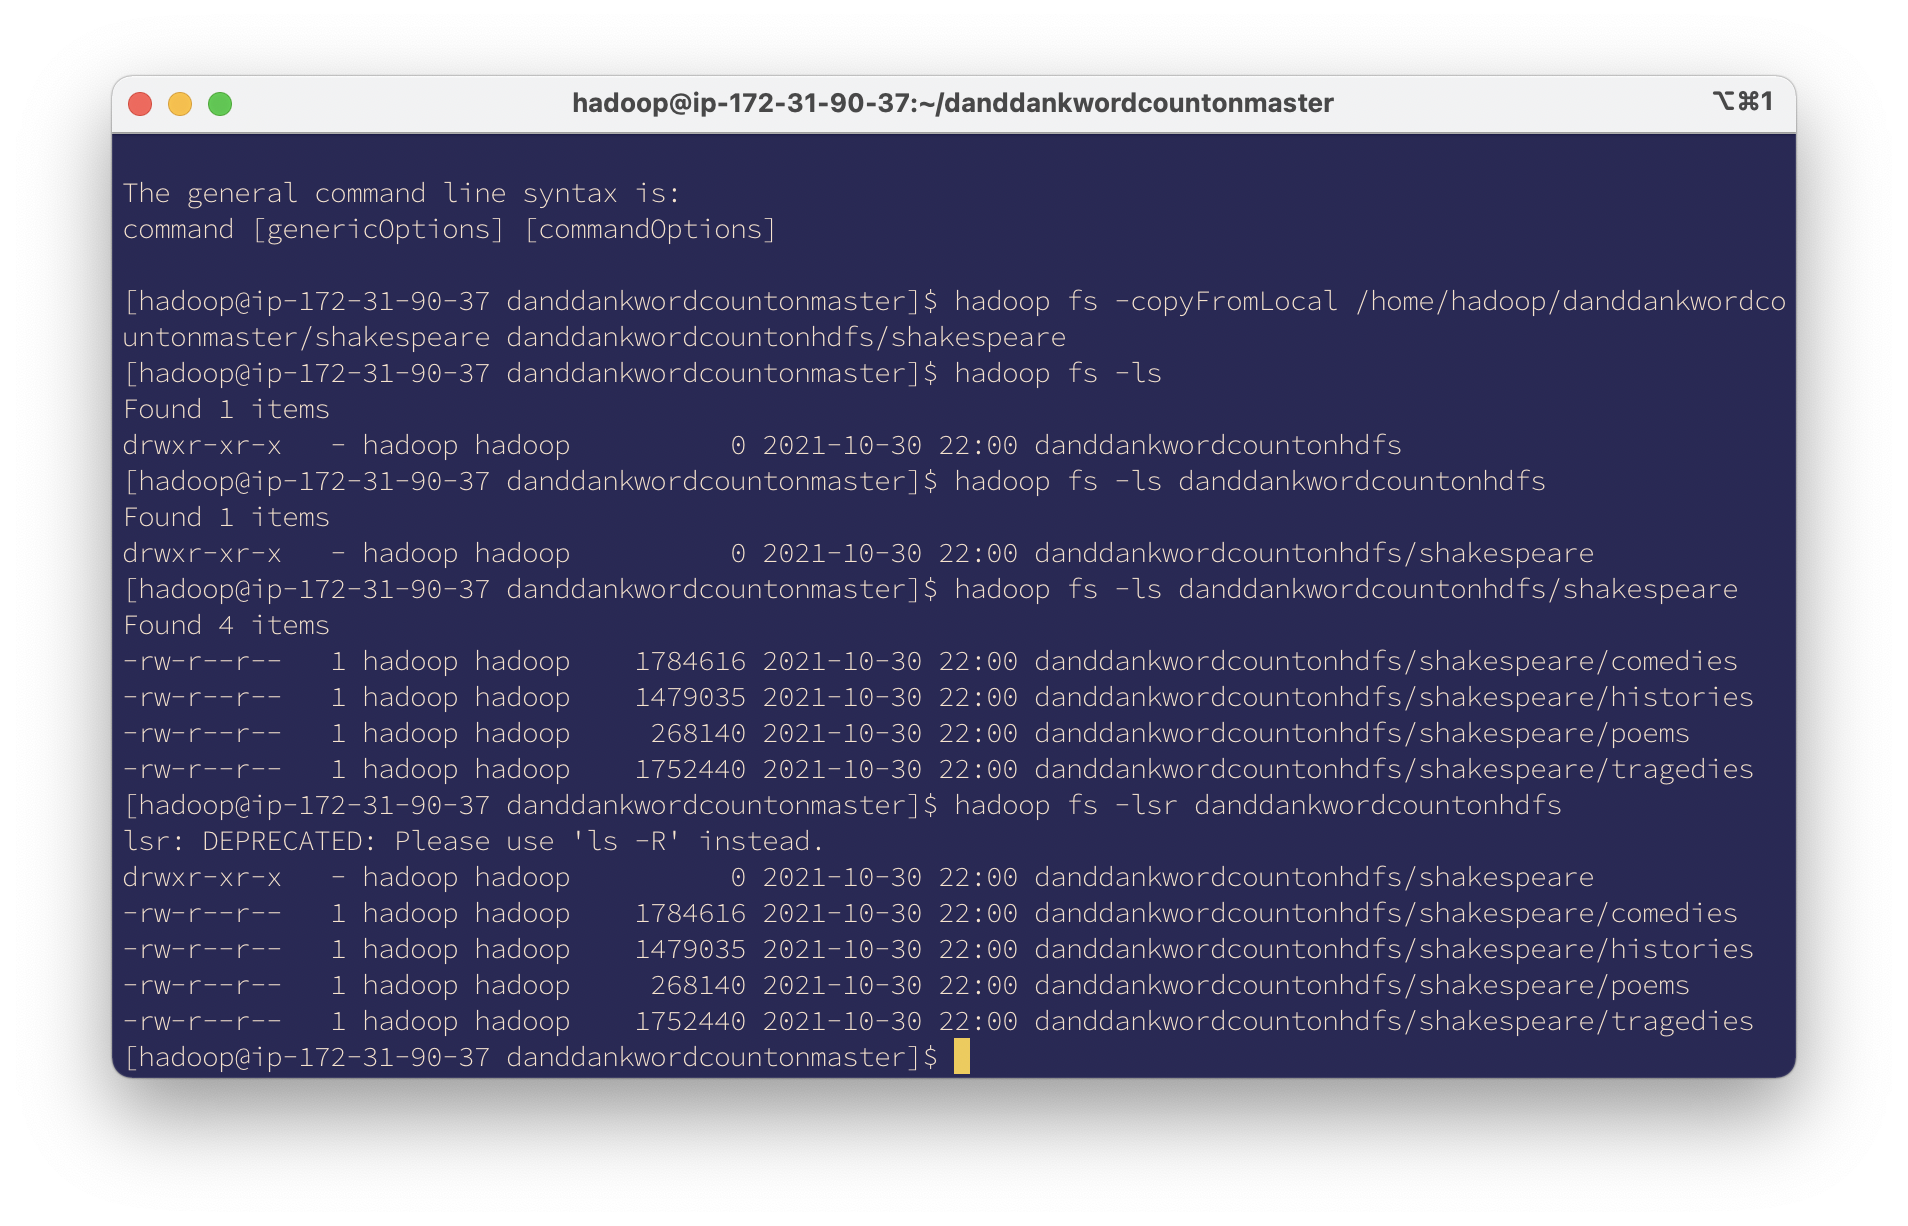 hadoop@ip-172-31-90-37:~/danddankwordcountonmaster
⌥⌘1
The general command line syntax is:
command [genericOptions] [commandOptions]
[hadoop@ip-172-31-90-37 danddankwordcountonmaster]$ hadoop fs -copyFromLocal /home/hadoop/danddankwordco
untonmaster/shakespeare danddankwordcountonhdfs/shakespeare
[hadoop@ip-172-31-90-37 danddankwordcountonmaster]$ hadoop fs -ls
Found 1 items
drwxr-xr-x   - hadoop hadoop          0 2021-10-30 22:00 danddankwordcountonhdfs
[hadoop@ip-172-31-90-37 danddankwordcountonmaster]$ hadoop fs -ls danddankwordcountonhdfs
Found 1 items
drwxr-xr-x   - hadoop hadoop          0 2021-10-30 22:00 danddankwordcountonhdfs/shakespeare
[hadoop@ip-172-31-90-37 danddankwordcountonmaster]$ hadoop fs -ls danddankwordcountonhdfs/shakespeare
Found 4 items
-rw-r--r--   1 hadoop hadoop    1784616 2021-10-30 22:00 danddankwordcountonhdfs/shakespeare/comedies
-rw-r--r--   1 hadoop hadoop    1479035 2021-10-30 22:00 danddankwordcountonhdfs/shakespeare/histories
-rw-r--r--   1 hadoop hadoop     268140 2021-10-30 22:00 danddankwordcountonhdfs/shakespeare/poems
-rw-r--r--   1 hadoop hadoop    1752440 2021-10-30 22:00 danddankwordcountonhdfs/shakespeare/tragedies
[hadoop@ip-172-31-90-37 danddankwordcountonmaster]$ hadoop fs -lsr danddankwordcountonhdfs
lsr: DEPRECATED: Please use 'ls -R' instead.
drwxr-xr-x   - hadoop hadoop          0 2021-10-30 22:00 danddankwordcountonhdfs/shakespeare
-rw-r--r--   1 hadoop hadoop    1784616 2021-10-30 22:00 danddankwordcountonhdfs/shakespeare/comedies
-rw-r--r--   1 hadoop hadoop    1479035 2021-10-30 22:00 danddankwordcountonhdfs/shakespeare/histories
-rw-r--r--   1 hadoop hadoop     268140 2021-10-30 22:00 danddankwordcountonhdfs/shakespeare/poems
-rw-r--r--   1 hadoop hadoop    1752440 2021-10-30 22:00 danddankwordcountonhdfs/shakespeare/tragedies
[hadoop@ip-172-31-90-37 danddankwordcountonmaster]$